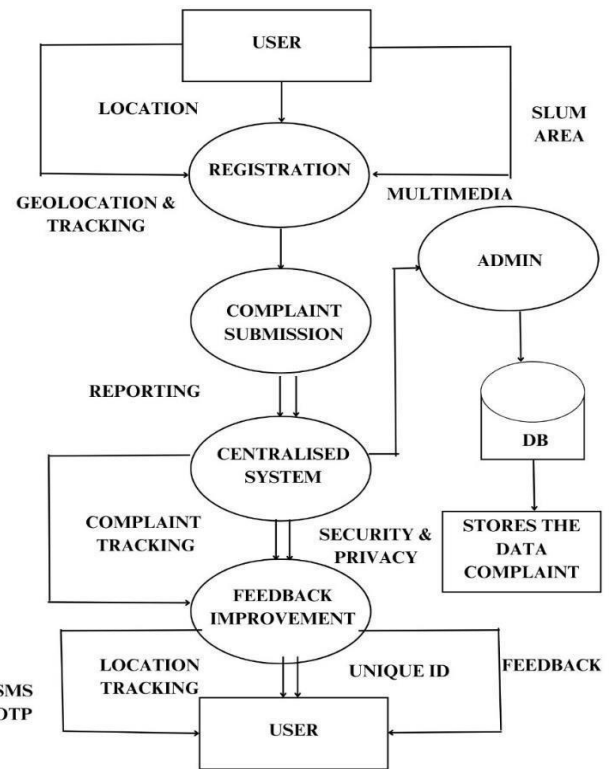 USER
LOCATION
SLUM
AREA
REGISTRATION
MULTIMEDIA
GEOLOCATION &
TRACKING
ADMIN
COMPLAINT
SUBMISSION
REPORTING
DB
CENTRALISED
SYSTEM
COMPLAINT
TRACKING
SECURITY &
PRIVACY
STORES THE
DATA
COMPLAINT
FEEDBACK
IMPROVEMENT
LOCATION
TRACKING
UNIQUE ID
FEEDBACK
SMS
OTP
USER